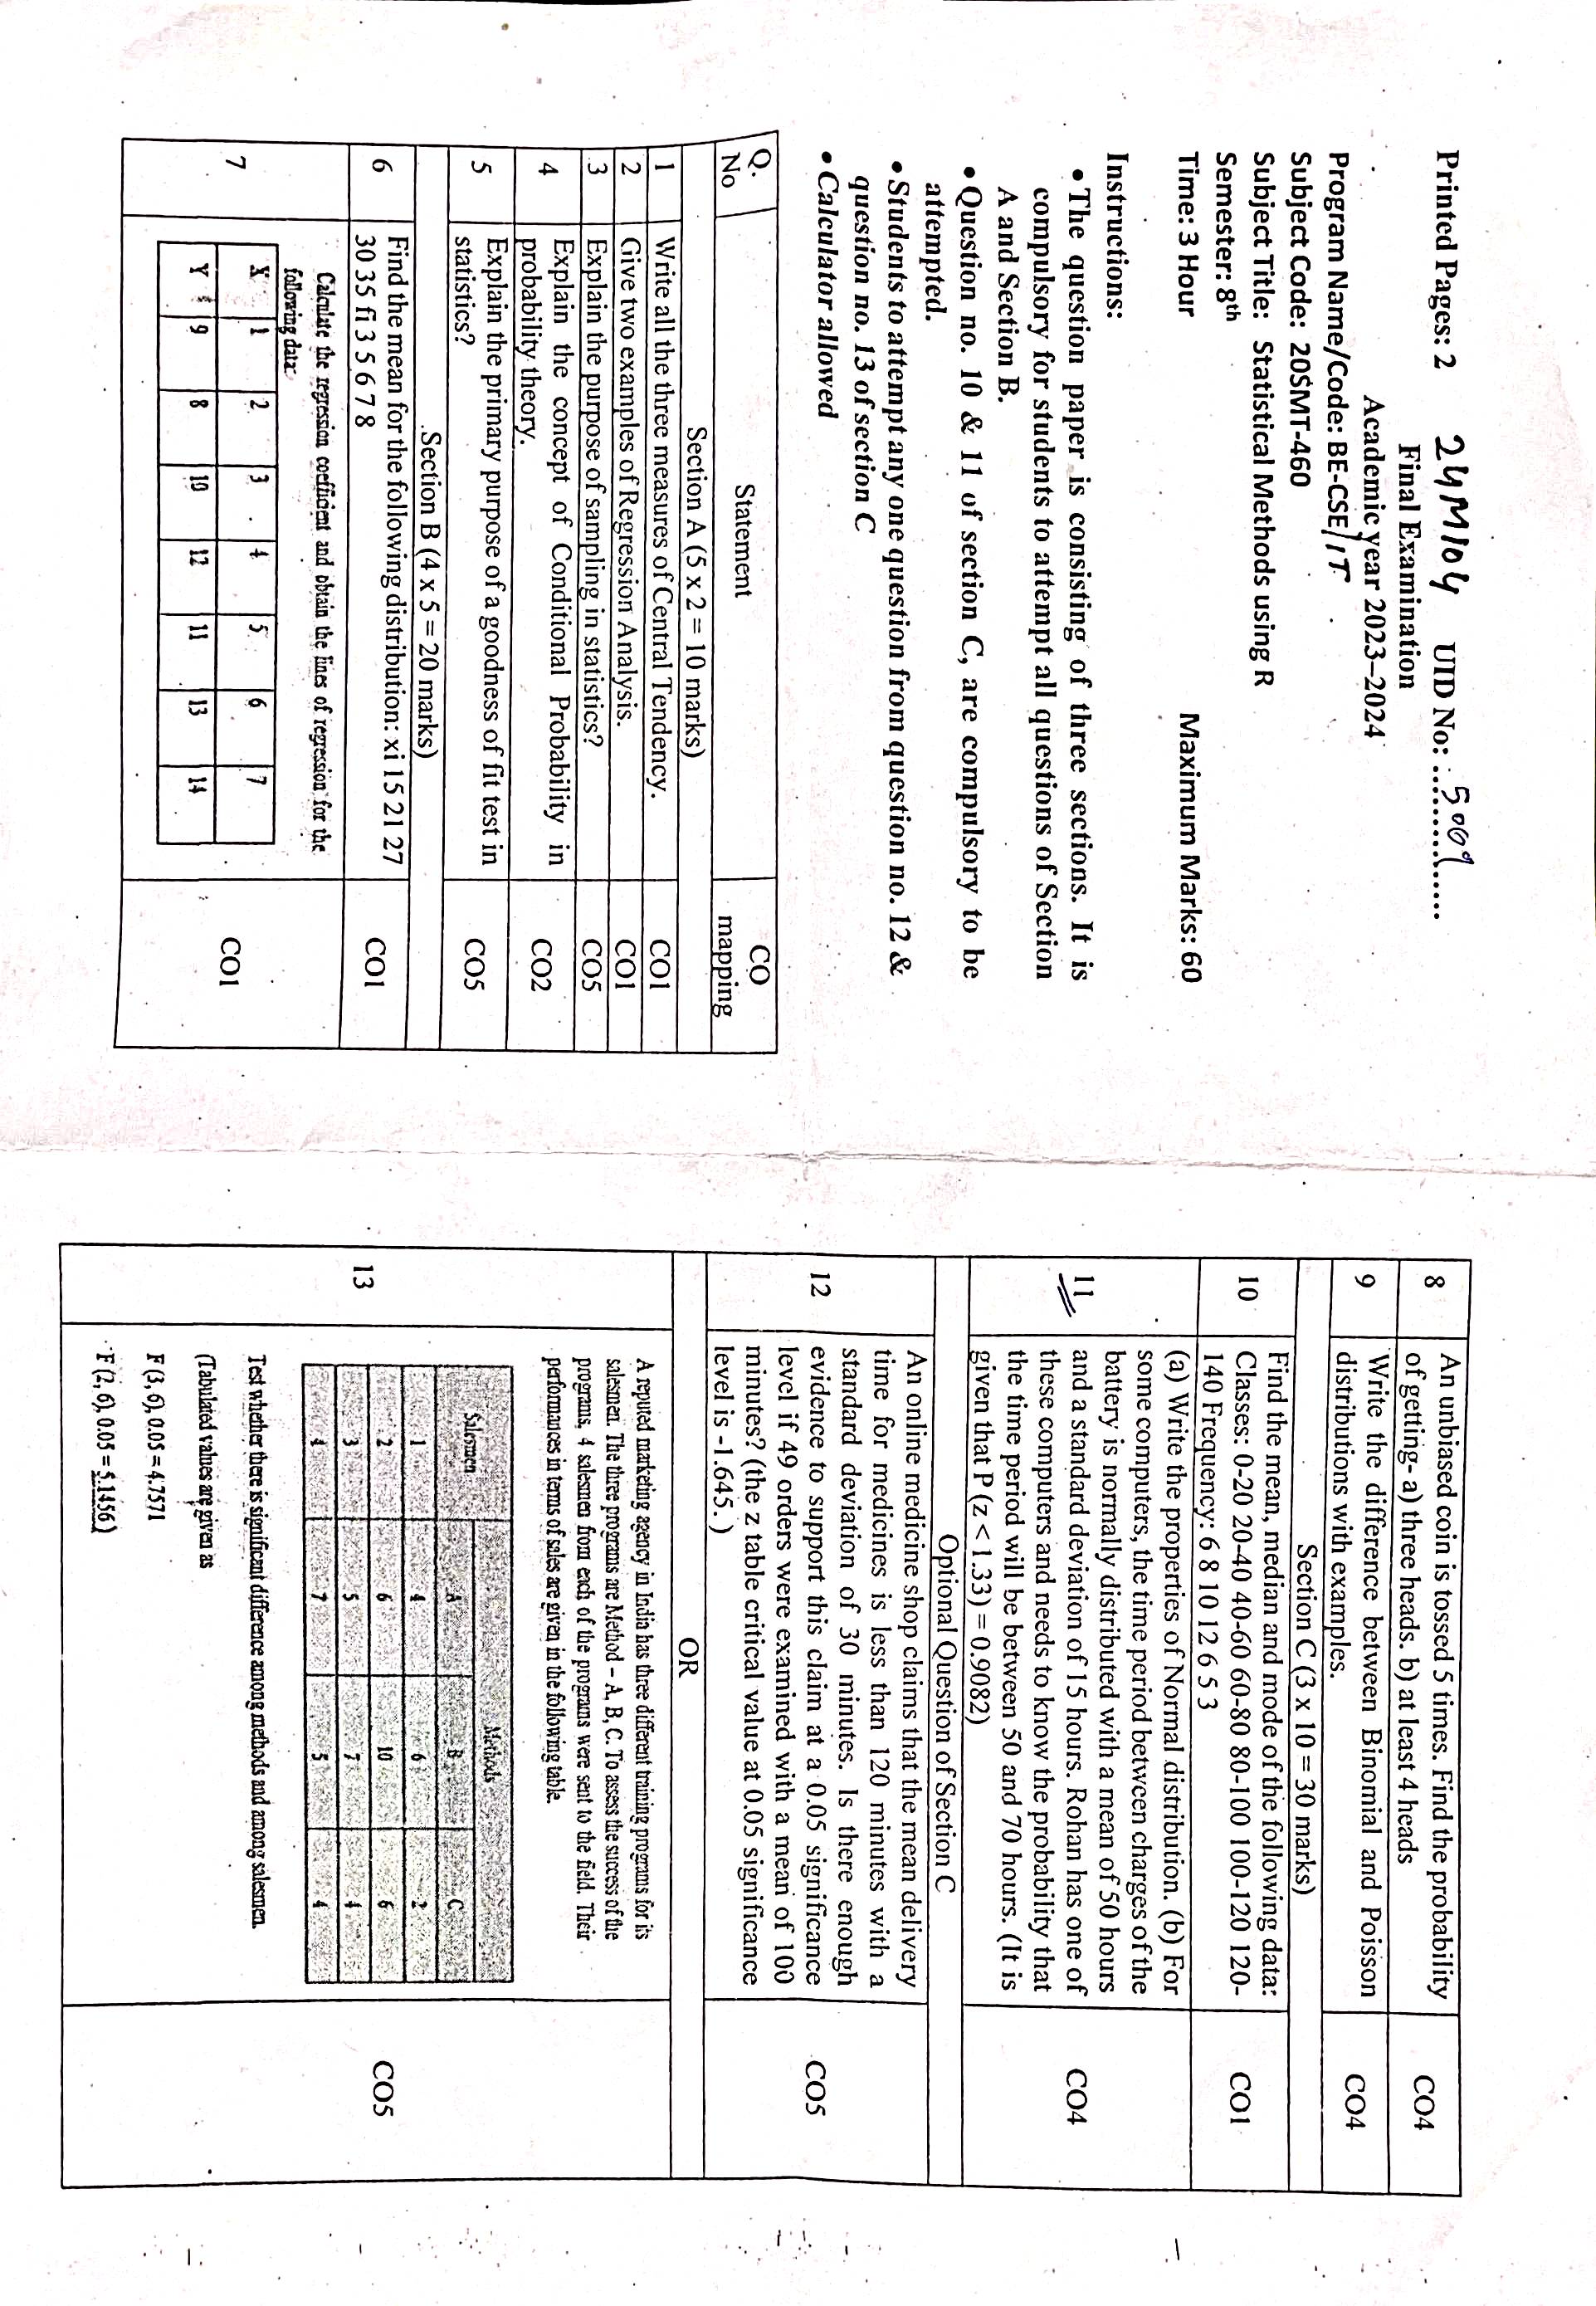 Printed Pages: 2 24M104 UID No: ..5009......
Final Examination
Academic year 2023–2024
Program Name/Code: BE-CSE/IT
Subject Code: 20SMT-460
Subject Title: Statistical Methods using R
Semester: 8th
Time: 3 Hour Maximum Marks: 60
Instructions:
• The question paper is consisting of three sections. It is
compulsory for students to attempt all questions of Section
A and Section B.
• Question no. 10 & 11 of section C, are compulsory to be
attempted.
• Students to attempt any one question from question no. 12 &
question no. 13 of section C
• Calculator allowed
Q. No Statement CO mapping
Section A (5 x 2 = 10 marks)
1 Write all the three measures of Central Tendency. CO1
2 Give two examples of Regression Analysis. CO1
3 Explain the purpose of sampling in statistics? CO5
4 Explain the concept of Conditional Probability in
probability theory. CO2
5 Explain the primary purpose of a goodness of fit test in
statistics? CO5
Section B (4 x 5 = 20 marks)
6 Find the mean for the following distribution: xi 15 21 27
30 35 fi 3 5 6 7 8 CO1
7 Calculate the regression coefficient and obtain the lines of regression for the
following data: CO1
X 1 2 3 4 5 6 7
Y 9 8 10 12 11 13 14
8 An unbiased coin is tossed 5 times. Find the probability
of getting- a) three heads. b) at least 4 heads CO4
9 Write the difference between Binomial and Poisson
distributions with examples. CO4
Section C (3 x 10 = 30 marks)
10 Find the mean, median and mode of the following data:
Classes: 0-20 20-40 40-60 60-80 80-100 100-120 120-
140 Frequency: 6 8 10 12 6 5 3 CO1
11 (a) Write the properties of Normal distribution. (b) For
some computers, the time period between charges of the
battery is normally distributed with a mean of 50 hours
and a standard deviation of 15 hours. Rohan has one of
these computers and needs to know the probability that
the time period will be between 50 and 70 hours. (It is
given that P (z < 1.33) = 0.9082) CO4
Optional Question of Section C
12 An online medicine shop claims that the mean delivery
time for medicines is less than 120 minutes with a
standard deviation of 30 minutes. Is there enough
evidence to support this claim at a 0.05 significance
level if 49 orders were examined with a mean of 100
minutes? (the z table critical value at 0.05 significance
level is -1.645. ) CO5
OR
13 A reputed marketing agency in India has three different training programs for its
salesmen. The three programs are Method – A, B, C. To assess the success of the
programs, 4 salesmen from each of the programs were sent to the field. Their
performances in terms of sales are given in the following table. CO5
Salesmen Methods
A B C
1 4 6 2
2 6 10 6
3 5 7 4
4 7 5 4
Test whether there is significant difference among methods and among salesmen.
(Tabulated values are given as
F (3, 6), 0.05 = 4.7571
F (2, 6), 0.05 = 5.1456)